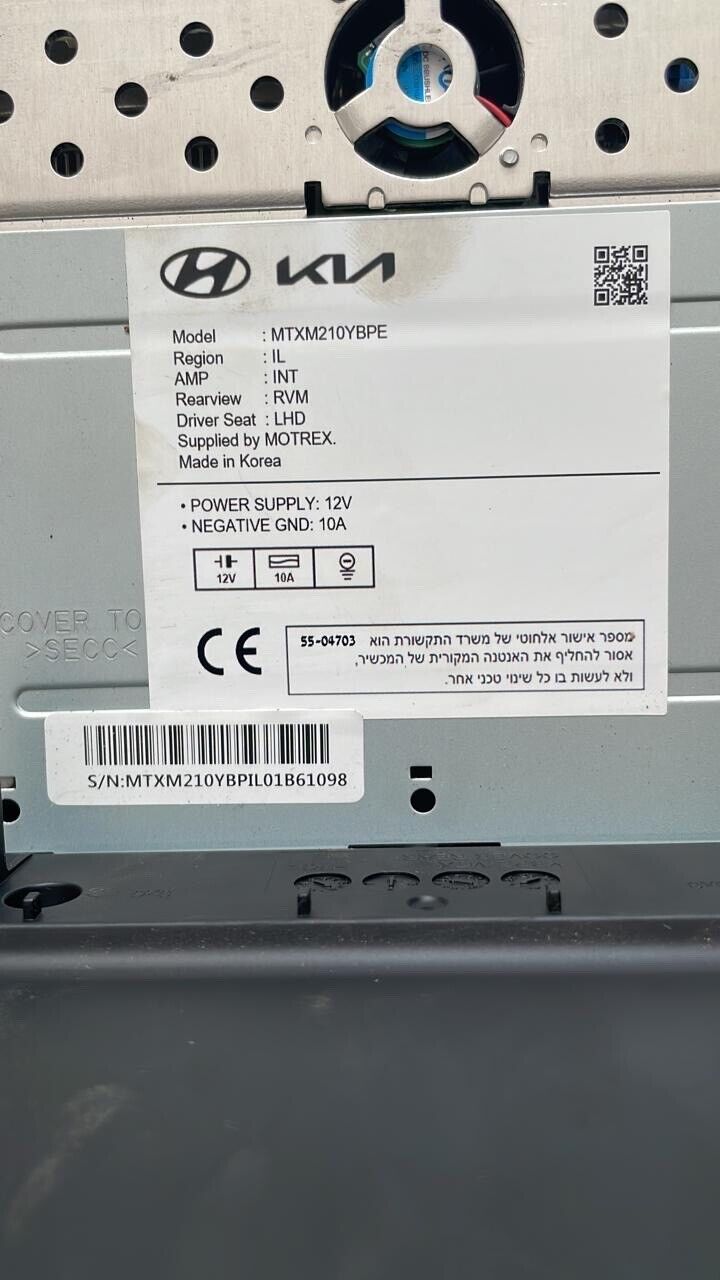 KIA
Model : MTXM210YBPE
Region : IL
AMP : INT
Rearview : RVM
Driver Seat : LHD
Supplied by MOTREX.
Made in Korea
• POWER SUPPLY: 12V
• NEGATIVE GND: 10A
12V 10A
CE
מספר אישור אלחוטי של משרד התקשורת הוא 55-04703
אסור להחליף את האנטנה המקורית של המכשיר,
ולא לעשות בו כל שינוי טכני אחר.
COVER TO
>SECC<
S/N:MTXM210YBPIL01B61098